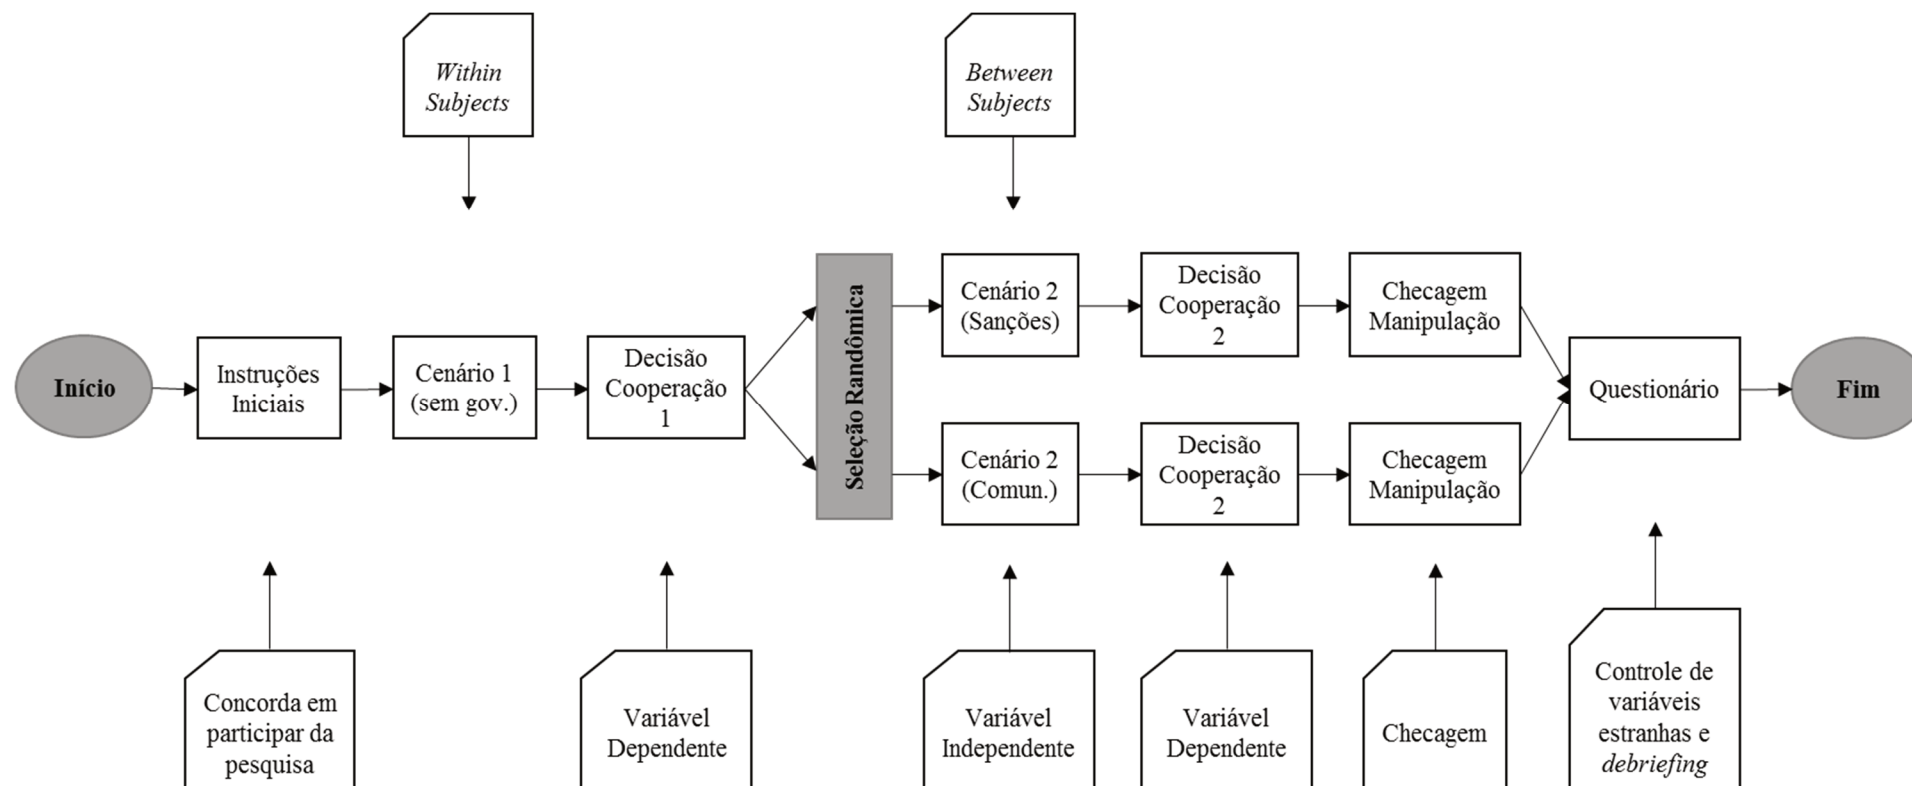 Within
Subjects
Between
Subjects
Início
Instruções
Iniciais
Cenário 1
(sem gov.)
Decisão
Cooperação
1
Seleção Randômica
Cenário 2
(Sanções)
Decisão
Cooperação
2
Checagem
Manipulação
Cenário 2
(Comun.)
Decisão
Cooperação
2
Checagem
Manipulação
Questionário
Fim
Concorda em
participar da
pesquisa
Variável
Dependente
Variável
Independente
Variável
Dependente
Checagem
Controle de
variáveis
estranhas e
debriefing